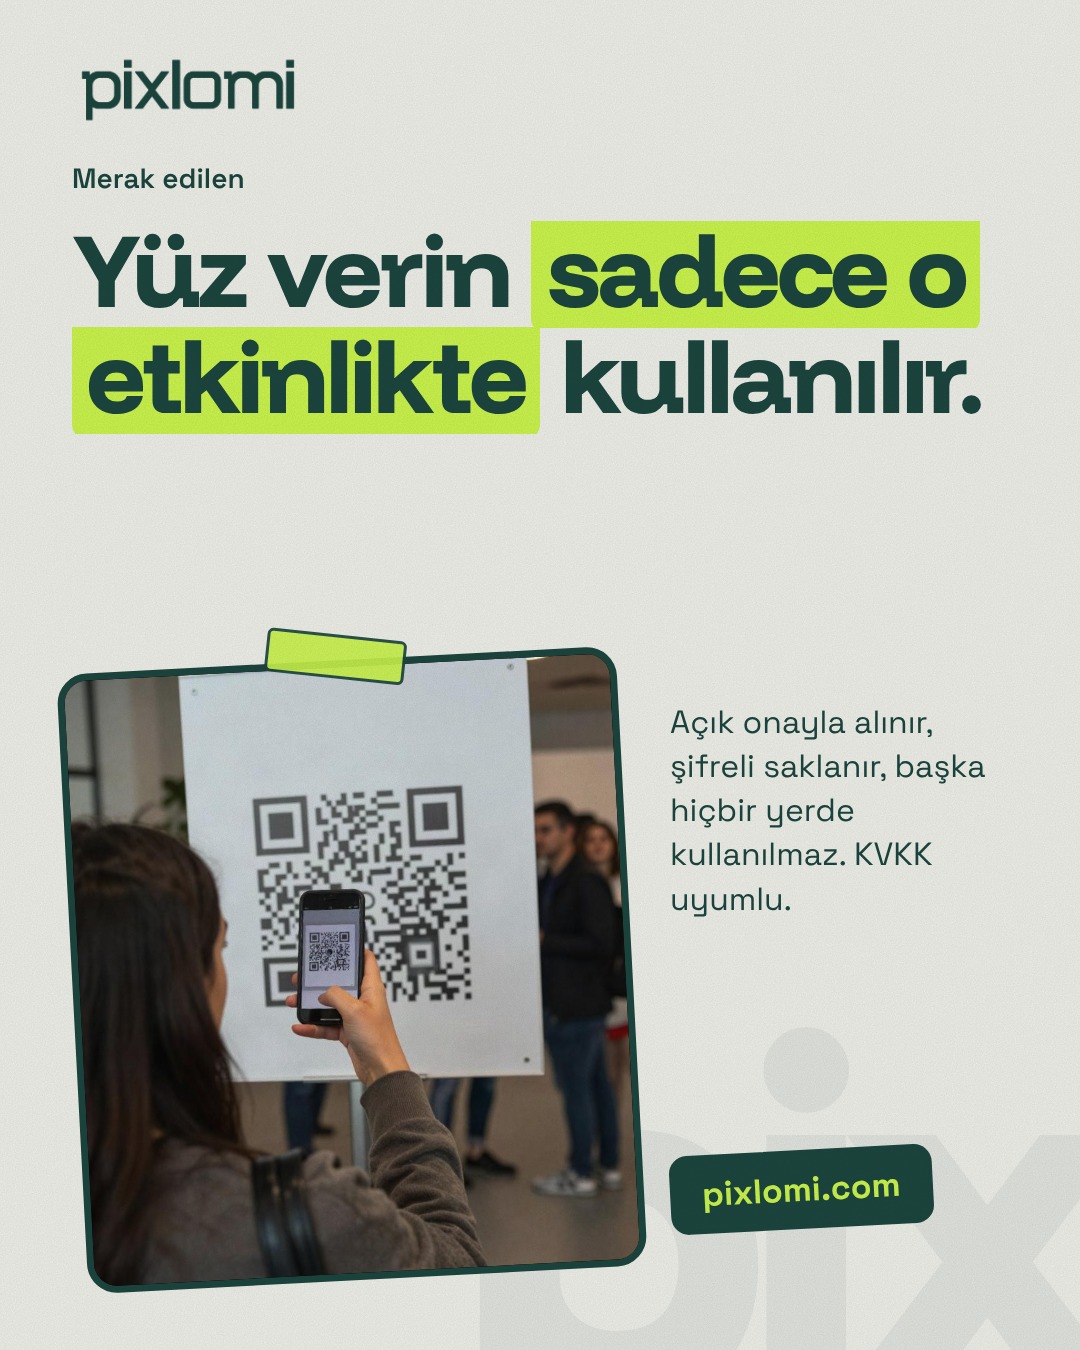 pixlomi
Merak edilen
Yüz verin sadece o
etkinlikte kullanılır.
Açık onayla alınır,
şifreli saklanır, başka
hiçbir yerde
kullanılmaz. KVKK
uyumlu.
pixlomi.com
pix